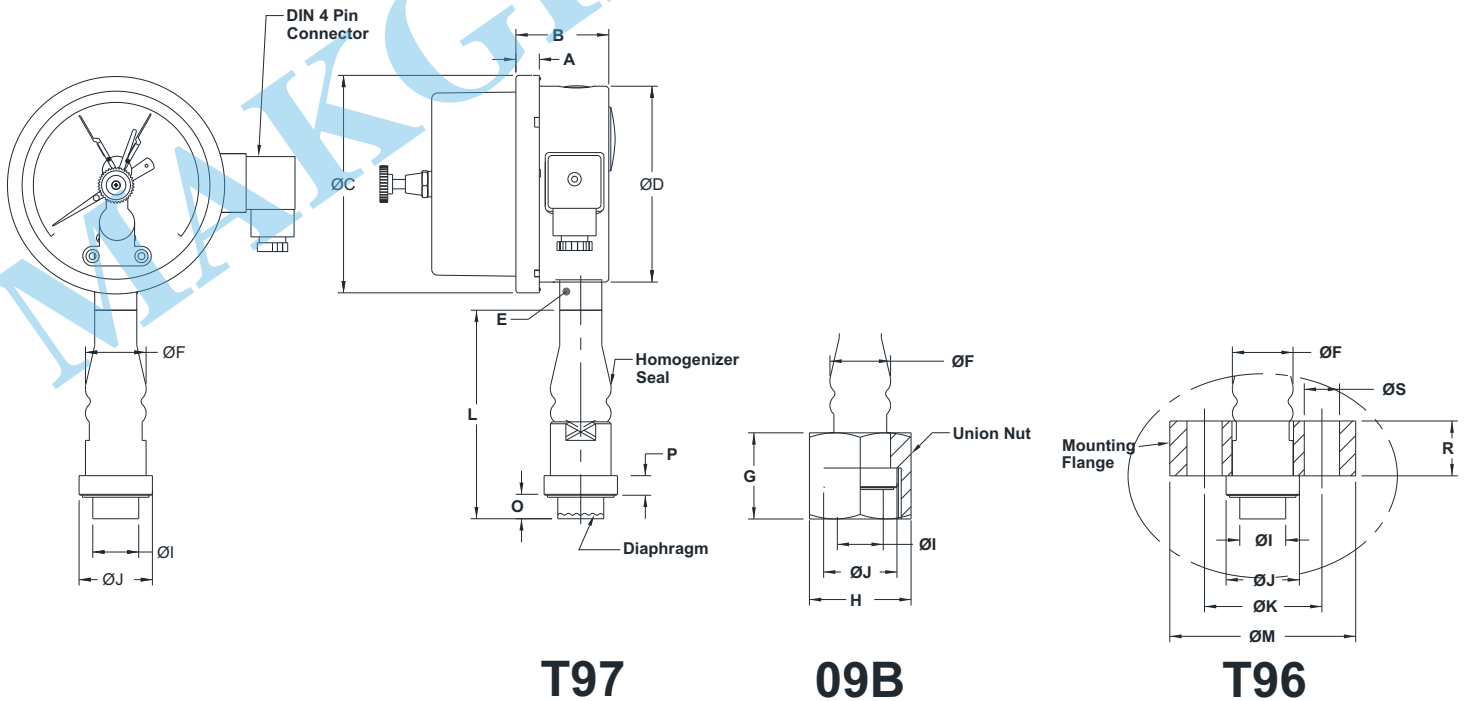 DIN 4 Pin
Connector
B
A
ØC
ØD
E
ØF
Homogenizer
Seal
L
P
O
Diaphragm
ØI
ØJ
ØF
Union Nut
G
ØI
ØJ
H
ØF
ØS
Mounting
Flange
R
ØI
ØJ
ØK
ØM
T97
09B
T96